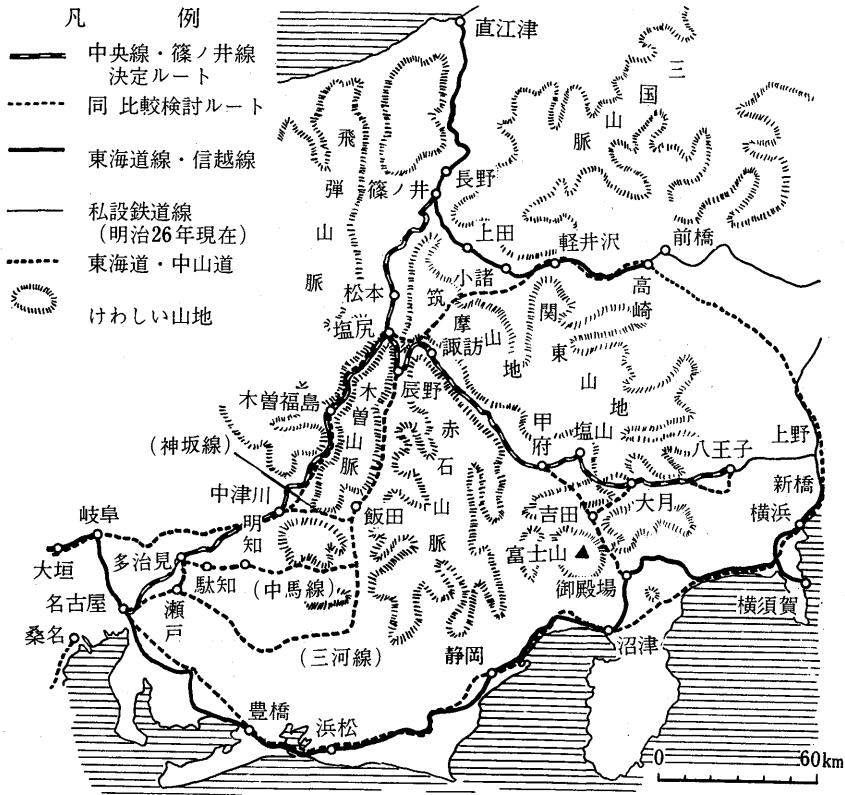 凡 例
中央線・篠ノ井線
決定ルート
同 比較検討ルート
東海道線・信越線
私設鉄道線
(明治26年現在)
東海道・中山道
けわしい山地
直江津
三国山脈
飛弾山脈
篠ノ井
長野
上田
小諸
軽井沢
前橋
高崎
松本
塩尻
筑摩山地
関東山地
諏訪
辰野
木曽福島
木曽山脈
赤石山脈
(神坂線)
甲府
塩山
八王子
上野
新橋
横浜
中津川
飯田
吉田
大月
岐阜
明知
富士山
大垣
多治見
駄知
(中馬線)
御殿場
横須賀
名古屋
瀬戸
桑名
(三河線)
静岡
沼津
豊橋
浜松
0 60km